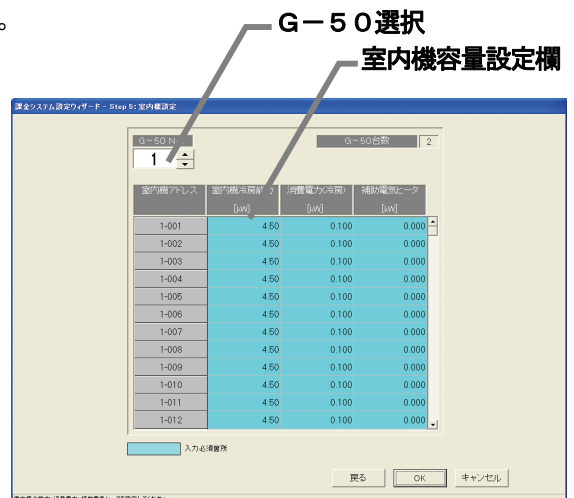 。
G－50選択
室内機容量設定欄
課金システム設定ウィザード - Step 5: 室内機設定
G-50 N
G-50台数 2
1
室内機アドレス 室内機冷房能 消費電力(冷房) 補助電気ヒータ
[kW] [kW] [kW]
1-001 4.50 0.100 0.000
1-002 4.50 0.100 0.000
1-003 4.50 0.100 0.000
1-004 4.50 0.100 0.000
1-005 4.50 0.100 0.000
1-006 4.50 0.100 0.000
1-007 4.50 0.100 0.000
1-008 4.50 0.100 0.000
1-009 4.50 0.100 0.000
1-010 4.50 0.100 0.000
1-011 4.50 0.100 0.000
1-012 4.50 0.100 0.000
入力必須箇所
戻る OK キャンセル